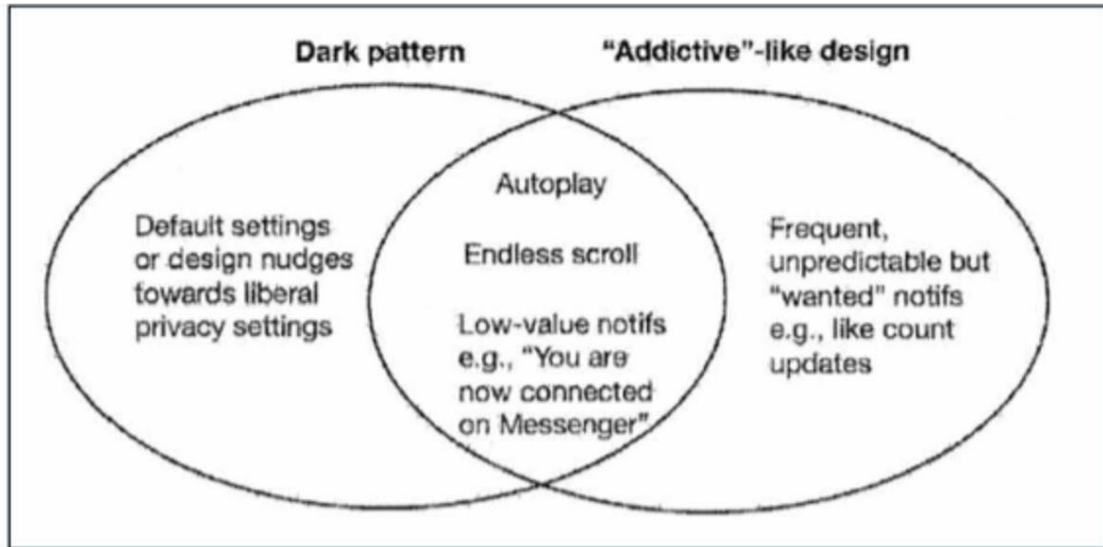 Dark pattern
"Addictive"-like design
Default settings
or design nudges
towards liberal
privacy settings
Autoplay
Endless scroll
Low-value notifs
e.g., "You are
now connected
on Messenger"
Frequent,
unpredictable but
"wanted" notifs
e.g., like count
updates